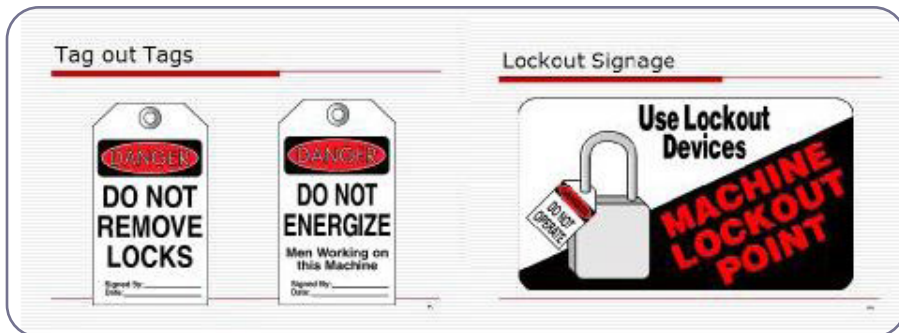 Tag out Tags
DANGER
DO NOT
REMOVE
LOCKS
Signed By:
Date:
DANGER
DO NOT
ENERGIZE
Men Working on
this Machine
Signed By:
Date:
Lockout Signage
Use Lockout
Devices
DANGER
DO NOT
OPERATE
MACHINE
LOCKOUT
POINT